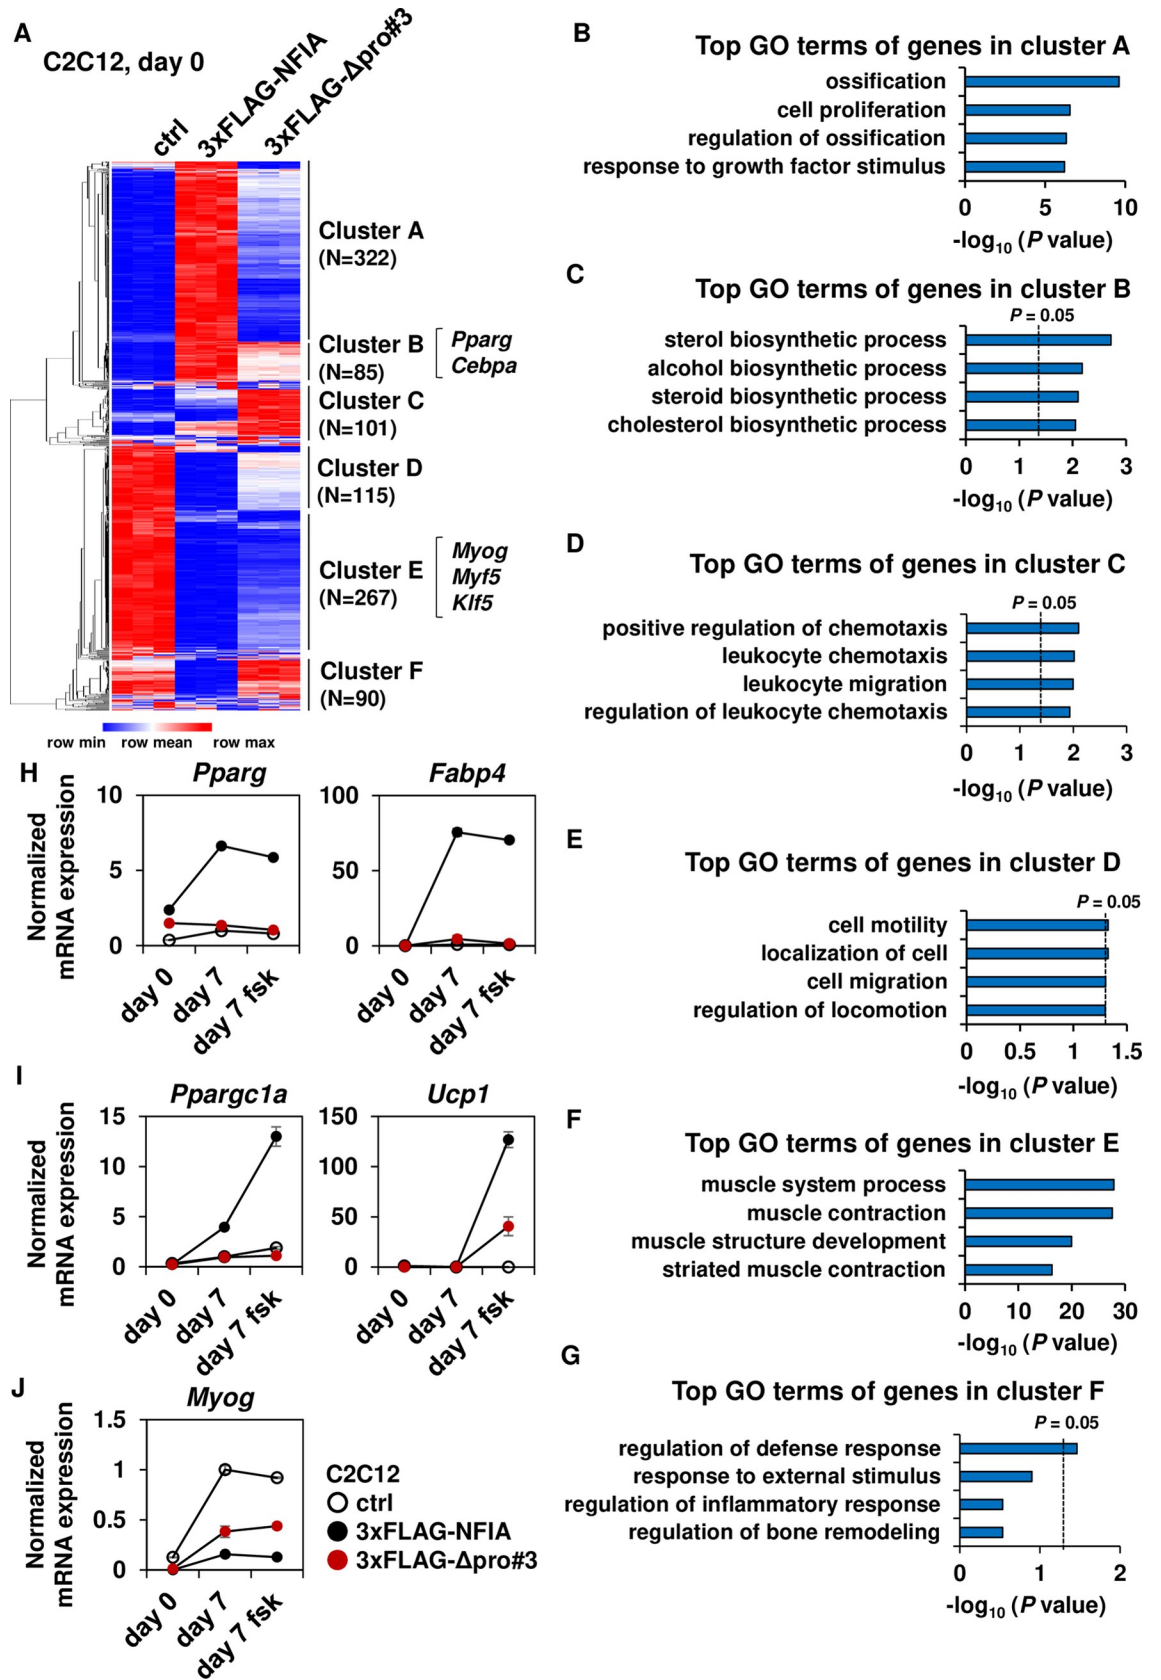 A
C2C12, day 0
ctrl
3xFLAG-NFIA
3xFLAG-Δpro#3
Cluster A
(N=322)
Cluster B
(N=85)
Pparg
Cebpa
Cluster C
(N=101)
Cluster D
(N=115)
Cluster E
(N=267)
Myog
Myf5
Klf5
Cluster F
(N=90)
row min row mean row max
B
Top GO terms of genes in cluster A
ossification
cell proliferation
regulation of ossification
response to growth factor stimulus
0 5 10
-log10 (P value)
C
Top GO terms of genes in cluster B
P = 0.05
sterol biosynthetic process
alcohol biosynthetic process
steroid biosynthetic process
cholesterol biosynthetic process
0 1 2 3
-log10 (P value)
D
Top GO terms of genes in cluster C
P = 0.05
positive regulation of chemotaxis
leukocyte chemotaxis
leukocyte migration
regulation of leukocyte chemotaxis
0 1 2 3
-log10 (P value)
E
Top GO terms of genes in cluster D
P = 0.05
cell motility
localization of cell
cell migration
regulation of locomotion
0 0.5 1 1.5
-log10 (P value)
F
Top GO terms of genes in cluster E
muscle system process
muscle contraction
muscle structure development
striated muscle contraction
0 10 20 30
-log10 (P value)
G
Top GO terms of genes in cluster F
P = 0.05
regulation of defense response
response to external stimulus
regulation of inflammatory response
regulation of bone remodeling
0 1 2
-log10 (P value)
H
Normalized
mRNA expression
Pparg
10
5
0
day 0
day 7
day 7 fsk
Fabp4
100
50
0
day 0
day 7
day 7 fsk
I
Normalized
mRNA expression
Ppargc1a
15
10
5
0
day 0
day 7
day 7 fsk
Ucp1
150
100
50
0
day 0
day 7
day 7 fsk
J
Normalized
mRNA expression
Myog
1.5
1
0.5
0
day 0
day 7
day 7 fsk
C2C12
ctrl
3xFLAG-NFIA
3xFLAG-Δpro#3